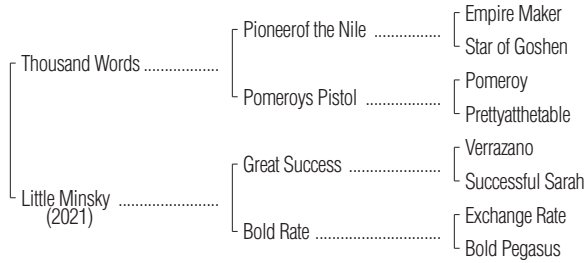 Empire Maker
Pioneerof the Nile ..................
Star of Goshen
Thousand Words ..................
Pomeroy
Pomeroys Pistol ..................
Prettyatthetable
Verrazano
Great Success ......................
Successful Sarah
Little Minsky ........................
(2021)
Exchange Rate
Bold Rate ..............................
Bold Pegasus